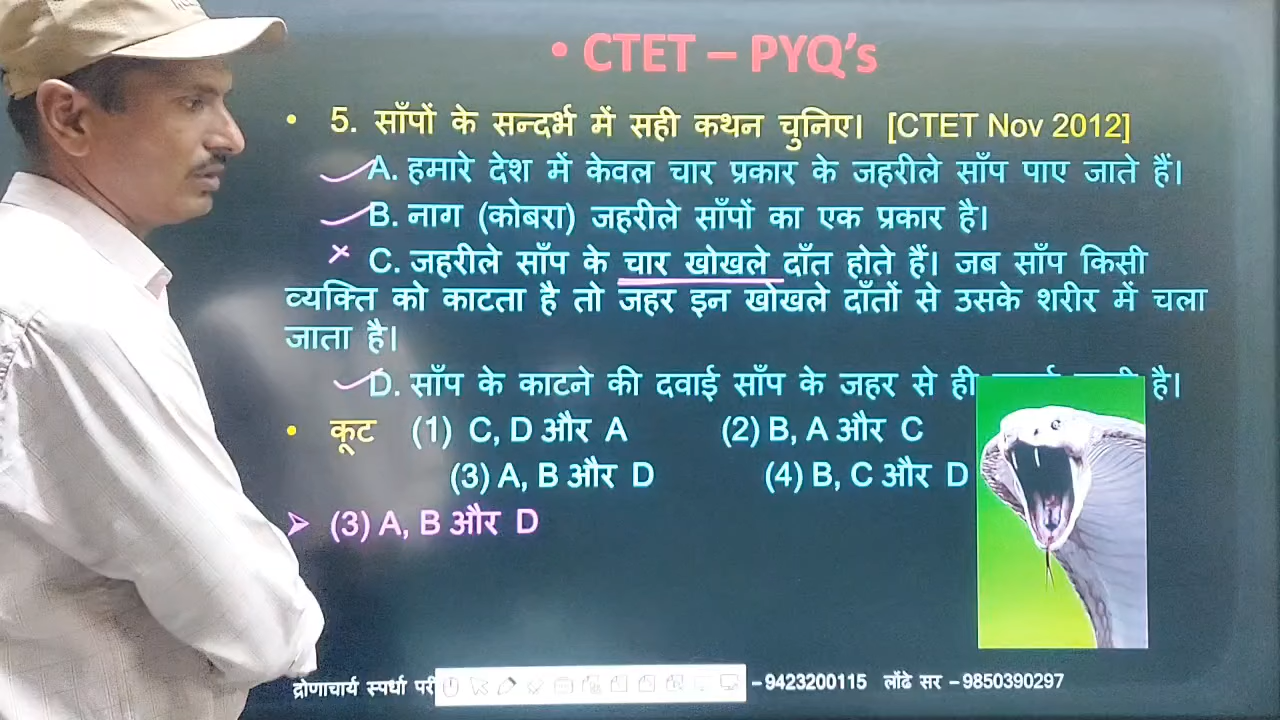 • CTET – PYQ's
• 5. साँपों के सन्दर्भ में सही कथन चुनिए। [CTET Nov 2012]
A. हमारे देश में केवल चार प्रकार के जहरीले साँप पाए जाते हैं।
B. नाग (कोबरा) जहरीले साँपों का एक प्रकार है।
C. जहरीले साँप के चार खोखले दाँत होते हैं। जब साँप किसी
व्यक्ति को काटता है तो जहर इन खोखले दाँतों से उसके शरीर में चला
जाता है।
D. साँप के काटने की दवाई साँप के जहर से ही है।
• कूट (1) C, D और A (2) B, A और C
(3) A, B और D (4) B, C और D
➢ (3) A, B और D
द्रोणाचार्य स्पर्धा –9423200115 लोंढे सर –9850390297